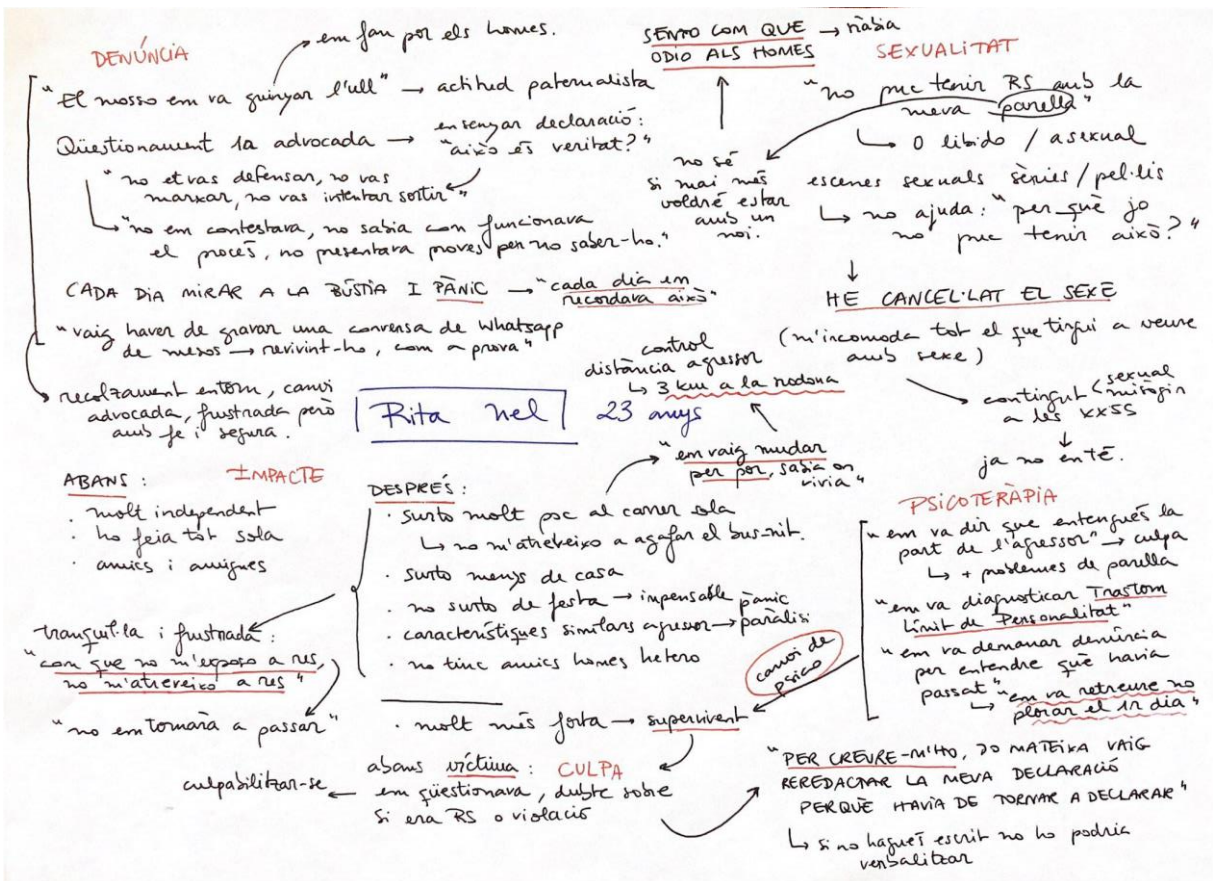 DENÚNCIA
em fan por els homes.
"El mosso em va guinyar l'ull" → actitud paternalista
Qüestionament la advocada →
ensenyar declaració:
"això és veritat?"
"no et vas defensar, no vas
marxar, no vas intentar sortir"
"no em contestava, no sabia com funcionava
el procés, no presentava proves per no saber-ho."
CADA DIA MIRAR A LA BÚSTIA I PÀNIC → "cada dia em
recordava això"
"vaig haver de gravar una conversa de Whatsapp
de mesos → revivint-ho, com a prova"
recolzament entorn, canvi
advocada, frustrada però
amb fe i segura.
SENTO COM QUE → ràbia
ODIO ALS HOMES
no sé
si mai més
voldré estar
amb un
noi.
SEXUALITAT
"no puc tenir RS amb la
meva parella"
↳ 0 libido / asexual
escenes sexuals sèries / pel·lis
↳ no ajuda: "per què jo
no puc tenir això?"
↓
HE CANCEL·LAT EL SEXE
(m'incomoda tot el que tingui a veure
amb sexe)
contingut < sexual
misògin
a les XXSS
↓
ja no en té.
Rita nel 23 anys
control
distància agressor
↳ 3 km a la rodona
"em vaig mudar
per por, sabia on
vivia"
IMPACTE
ABANS:
· molt independent
· ho feia tot sola
· amics i amigues
DESPRÉS:
· surto molt poc al carrer sola
↳ no m'atreveixo a agafar el bus-nit.
· surto menys de casa
· no surto de festa → impensable
· característiques similars agressor → pànic
paràlisi
· no tinc amics homes hetero
· molt més forta → supervivent
tranquil·la i frustrada:
"com que no m'exposo a res,
no m'atreveixo a res"
"no em tornarà a passar"
abans víctima: CULPA
em qüestionava, dubte sobre
si era RS o violació
culpabilitzar-se
canvi de
psico
PSICOTERÀPIA
"em va dir que entengués la
part de l'agressor" → culpa
↳ + problemes de parella
"em va diagnosticar Trastorn
Límit de Personalitat"
"em va demanar denúncia
per entendre què havia
passat"
↳ "em va retreure no
plorar el 1r dia"
"PER CREURE-M'HO, JO MATEIXA VAIG
REREDACTAR LA MEVA DECLARACIÓ
PERQUÈ HAVIA DE TORNAR A DECLARAR"
↳ si no hagués escrit no ho podria
verbalitzar